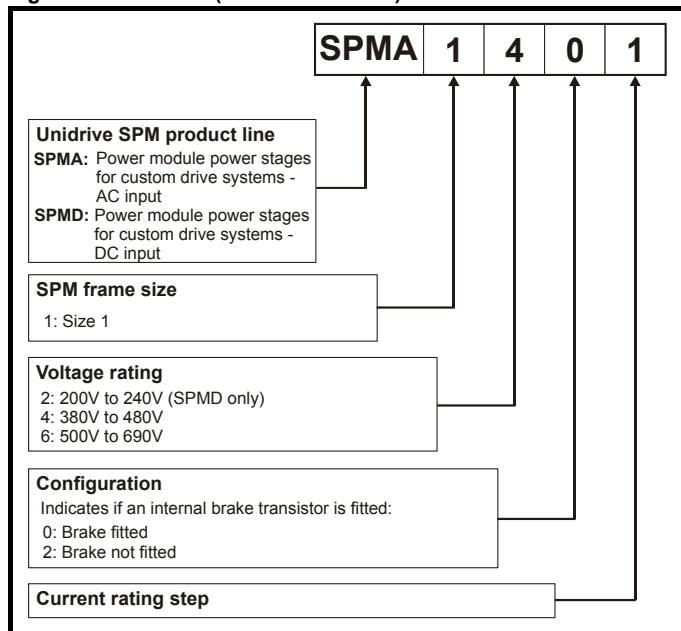 SPMA 1 4 0 1
Unidrive SPM product line
SPMA: Power module power stages
for custom drive systems -
AC input
SPMD: Power module power stages
for custom drive systems -
DC input
SPM frame size
1: Size 1
Voltage rating
2: 200V to 240V (SPMD only)
4: 380V to 480V
6: 500V to 690V
Configuration
Indicates if an internal brake transistor is fitted:
0: Brake fitted
2: Brake not fitted
Current rating step